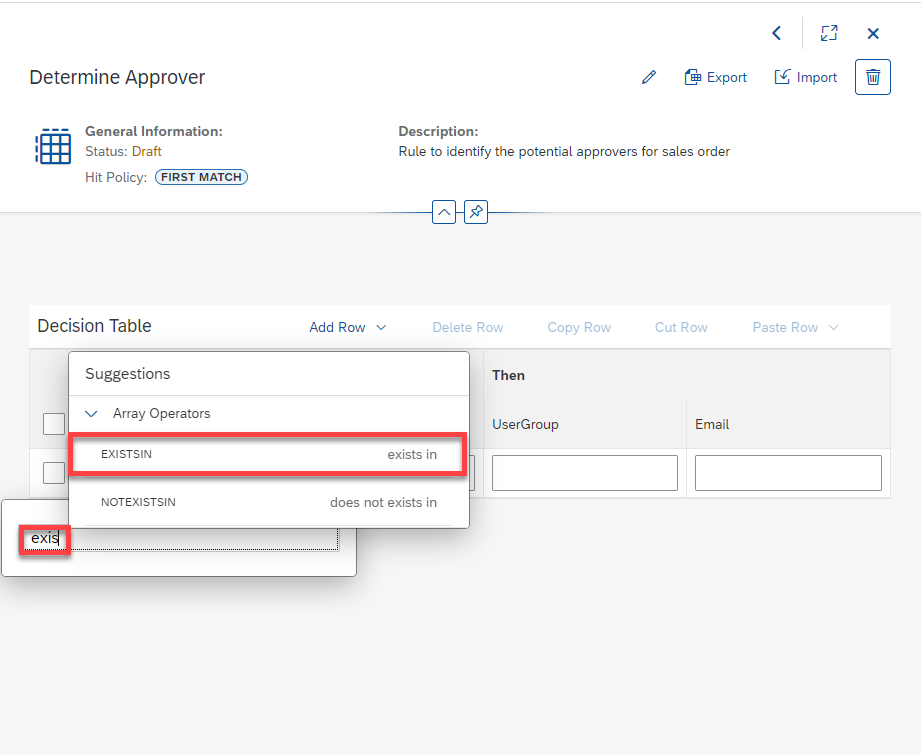 Determine Approver
Export
Import
General Information:
Status: Draft
Hit Policy: FIRST MATCH
Description:
Rule to identify the potential approvers for sales order
Decision Table
Add Row
Delete Row
Copy Row
Cut Row
Paste Row
Suggestions
Array Operators
EXISTSIN exists in
NOTEXISTSIN does not exists in
Then
UserGroup
Email
exis